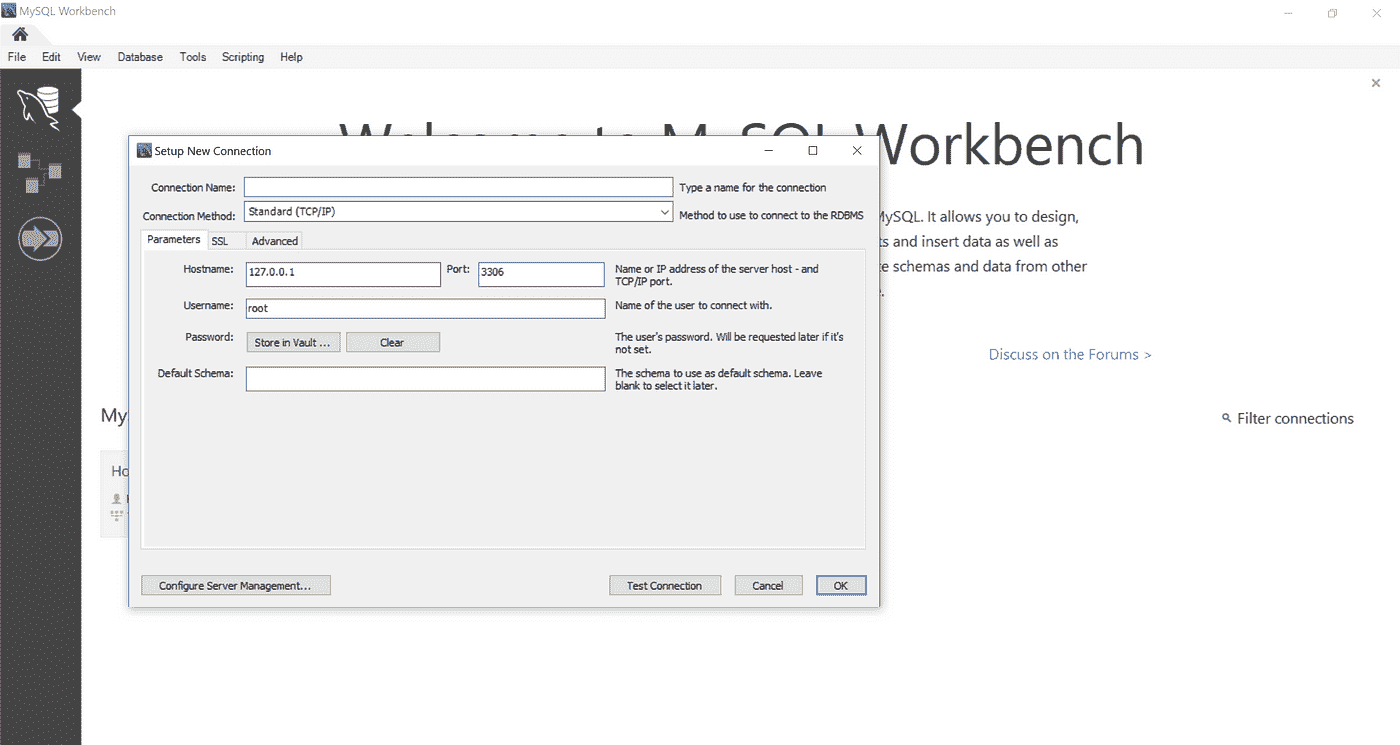 MySQL Workbench
File Edit View Database Tools Scripting Help
Welcome to MySQL Workbench
Setup New Connection
Connection Name: Type a name for the connection
Connection Method: Standard (TCP/IP) Method to use to connect to the RDBMS
Parameters SSL Advanced
Hostname: 127.0.0.1 Port: 3306 Name or IP address of the server host - and
TCP/IP port.
Username: root Name of the user to connect with.
Password: Store in Vault ... Clear The user's password. Will be requested later if it's
not set.
Default Schema: The schema to use as default schema. Leave
blank to select it later.
Configure Server Management... Test Connection Cancel OK
MySQL. It allows you to design,
and insert data as well as
schemas and data from other
Discuss on the Forums >
My
Filter connections
Ho